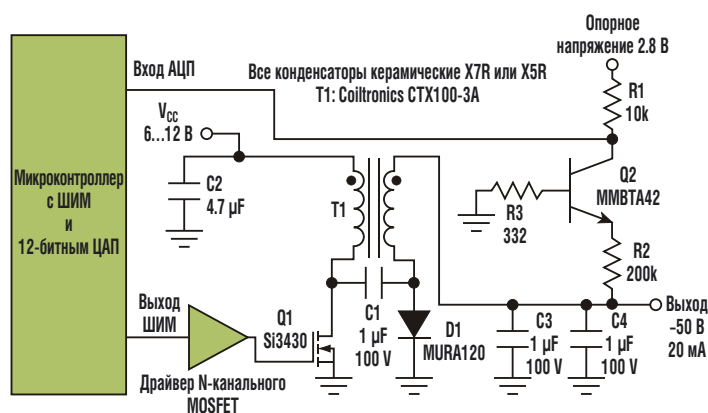 Опорное
напряжение 2.8 В
Вход АЦП
Все конденсаторы керамические X7R или X5R
T1: Coiltronics CTX100-3A
R1
10k
VCC
6...12 В
Микроконтроллер
с ШИМ
и
12-битным ЦАП
C2
4.7 µF
T1
Q2
MMBTA42
R3
332
R2
200k
Выход
ШИМ
Q1
Si3430
C1
1 µF
100 V
D1
MURA120
C3
1 µF
100 V
C4
1 µF
100 V
Выход
–50 В
20 мА
Драйвер N-канального
MOSFET